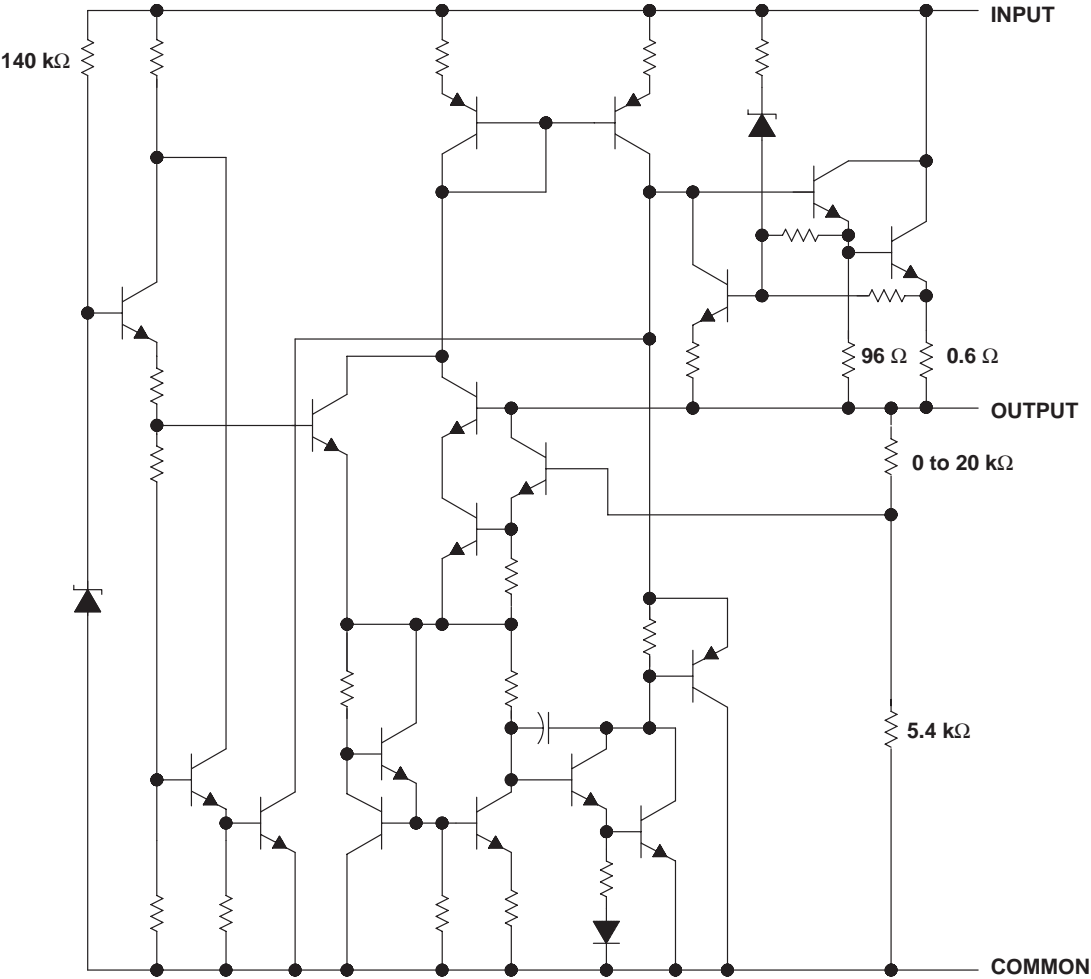 INPUT
140 kΩ
96 Ω
0.6 Ω
OUTPUT
0 to 20 kΩ
5.4 kΩ
COMMON